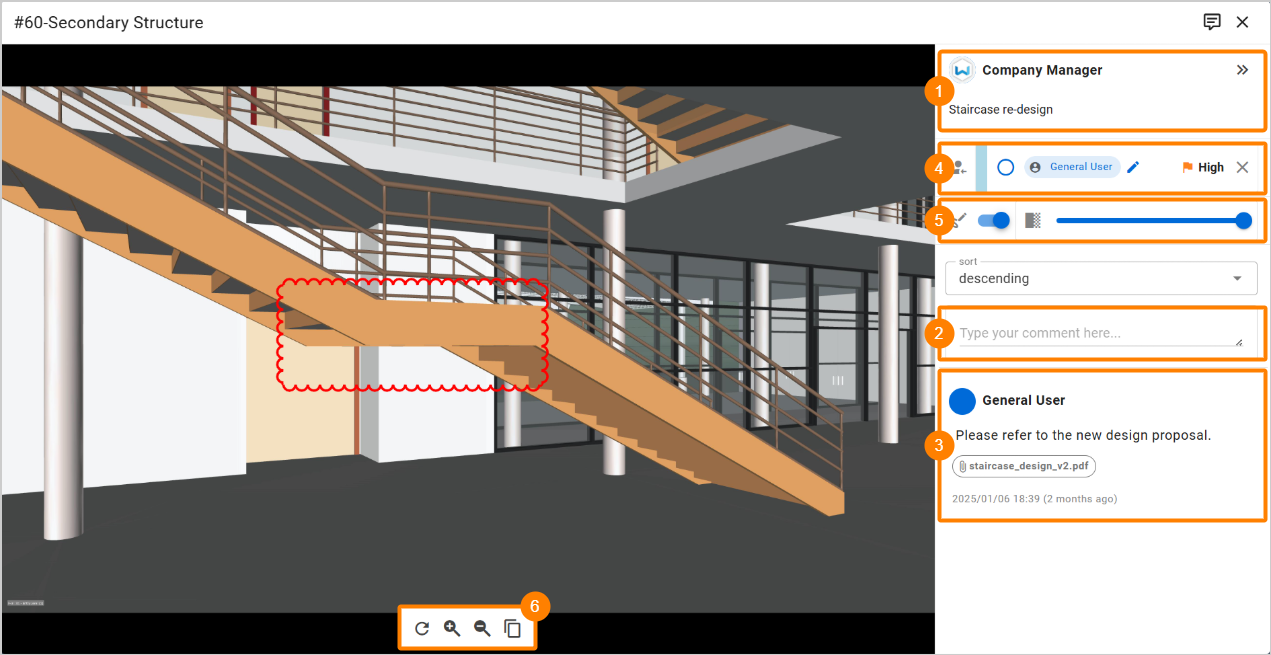 #60-Secondary Structure
1
Company Manager
Staircase re-design
4
General User
High
5
sort
descending
2
Type your comment here...
3
General User
Please refer to the new design proposal.
staircase_design_v2.pdf
2025/01/06 18:39 (2 months ago)
6